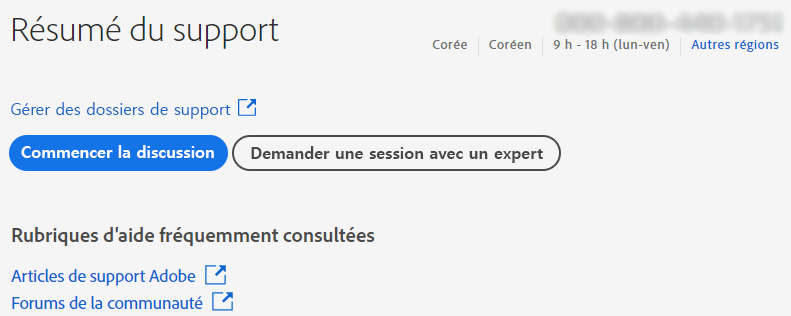 Résumé du support
Corée Coréen 9 h - 18 h (lun-ven) Autres régions
Gérer des dossiers de support
Commencer la discussion Demander une session avec un expert
Rubriques d'aide fréquemment consultées
Articles de support Adobe
Forums de la communauté